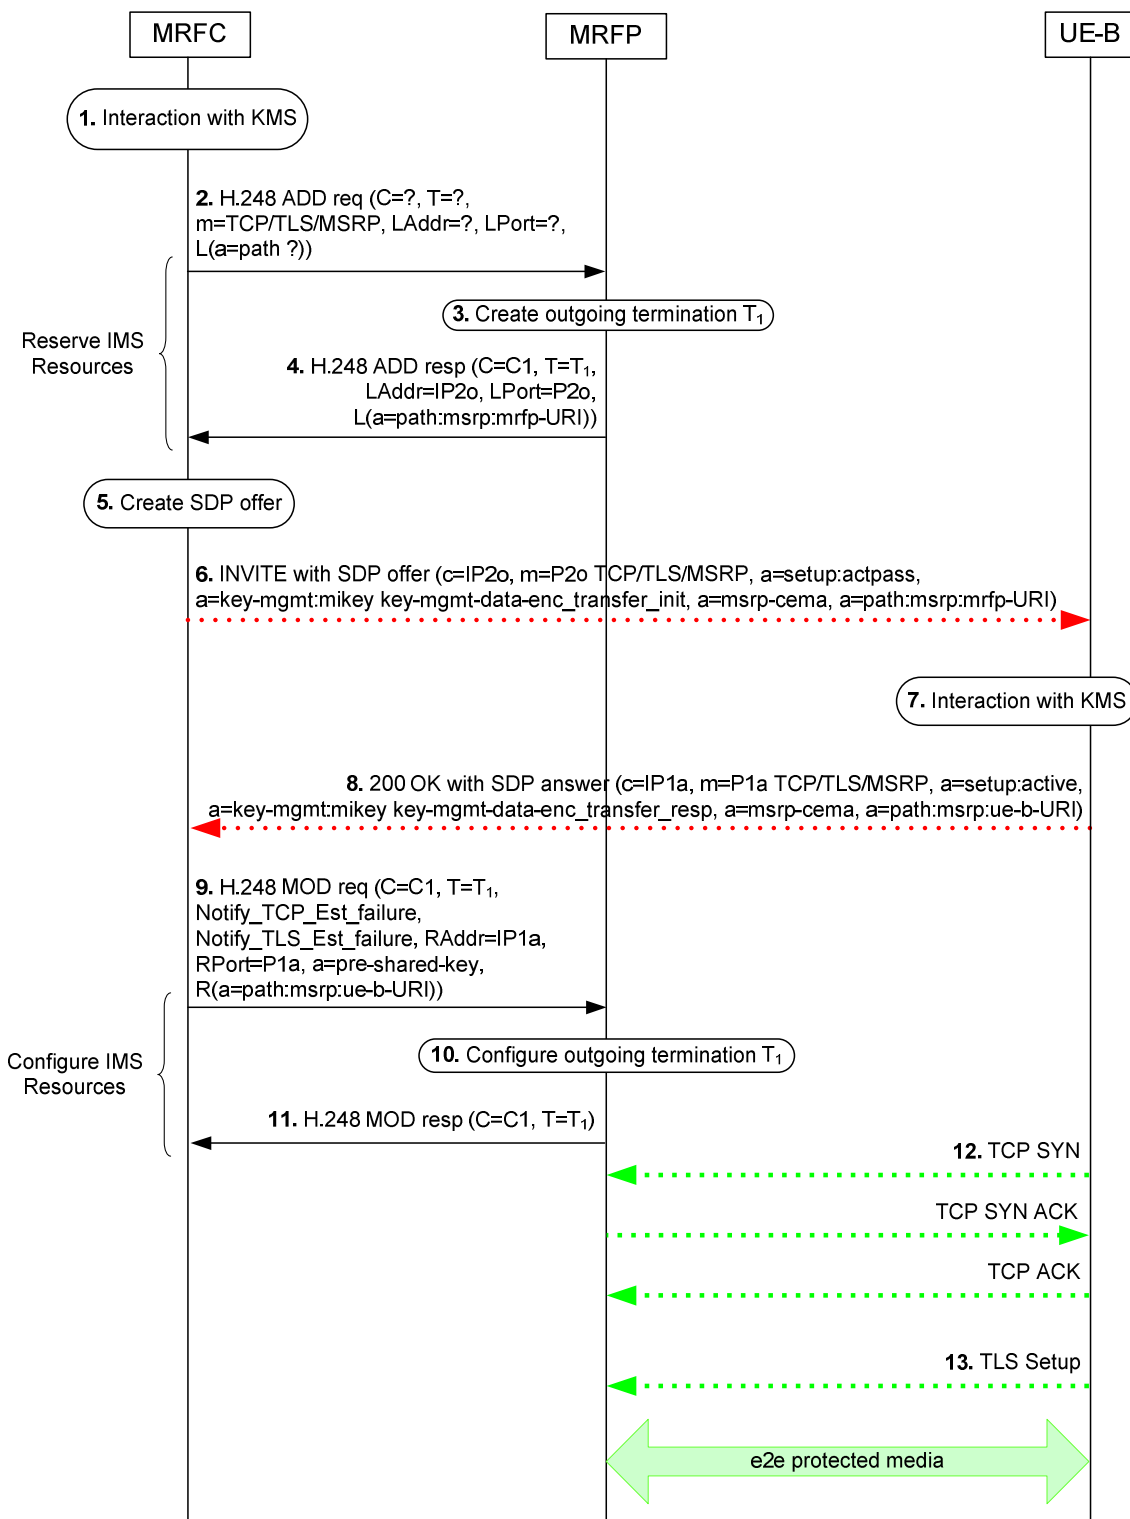 MRFC
MRFP
UE-B
1. Interaction with KMS
2. H.248 ADD req (C=?, T=?,
m=TCP/TLS/MSRP, LAddr=?, LPort=?,
L(a=path ?))
3. Create outgoing termination T1
Reserve IMS
Resources
4. H.248 ADD resp (C=C1, T=T1,
LAddr=IP2o, LPort=P2o,
L(a=path:msrp:mrfp-URI))
5. Create SDP offer
6. INVITE with SDP offer (c=IP2o, m=P2o TCP/TLS/MSRP, a=setup:actpass,
a=key-mgmt:mikey key-mgmt-data-enc_transfer_init, a=msrp-cema, a=path:msrp:mrfp-URI)
7. Interaction with KMS
8. 200 OK with SDP answer (c=IP1a, m=P1a TCP/TLS/MSRP, a=setup:active,
a=key-mgmt:mikey key-mgmt-data-enc_transfer_resp, a=msrp-cema, a=path:msrp:ue-b-URI)
9. H.248 MOD req (C=C1, T=T1,
Notify_TCP_Est_failure,
Notify_TLS_Est_failure, RAddr=IP1a,
RPort=P1a, a=pre-shared-key,
R(a=path:msrp:ue-b-URI))
Configure IMS
Resources
10. Configure outgoing termination T1
11. H.248 MOD resp (C=C1, T=T1)
12. TCP SYN
TCP SYN ACK
TCP ACK
13. TLS Setup
e2e protected media